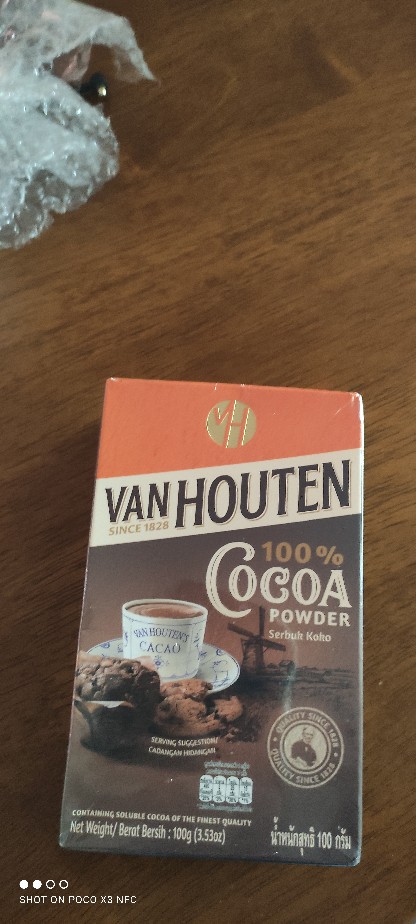 VH
VAN HOUTEN
SINCE 1828
100%
COCOA
POWDER
Serbuk Koko
VAN HOUTEN'S
CACAO
SERVING SUGGESTION/
CADANGAN HIDANGAN
QUALITY SINCE 1828
QUALITY SINCE 1828
CONTAINING SOLUBLE COCOA OF THE FINEST QUALITY
Net Weight/ Berat Bersih : 100g (3.53oz)
น้ำหนักสุทธิ 100 กรัม
SHOT ON POCO X3 NFC